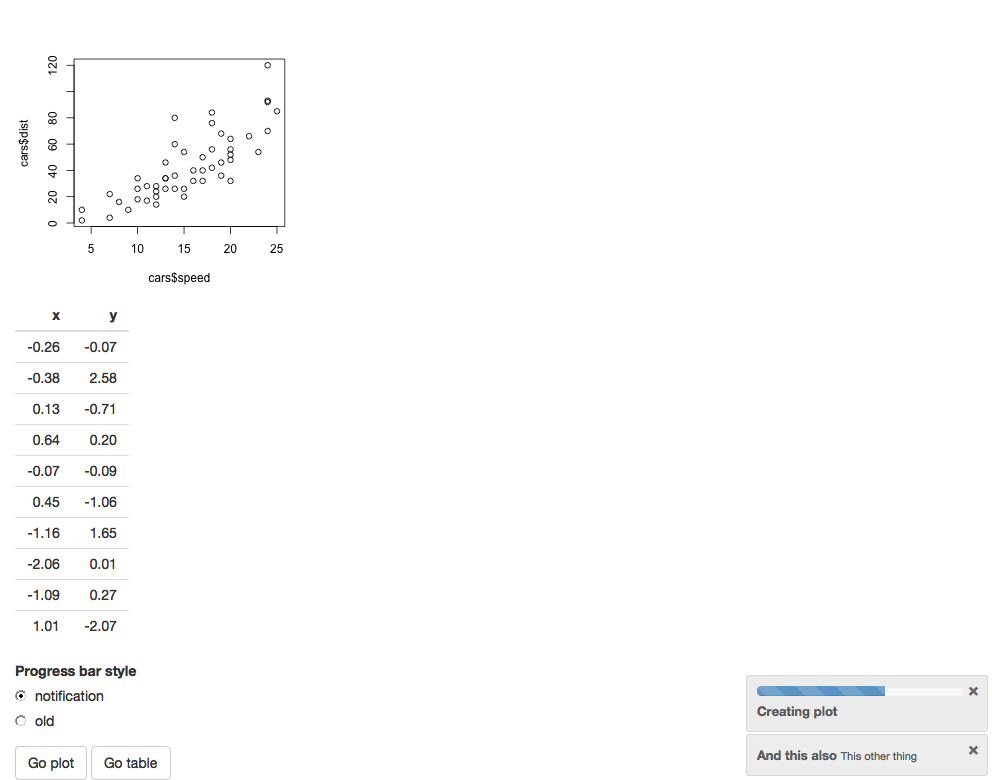 120
80
60
40
20
0
cars$dist
5 10 15 20 25
cars$speed
x y
-0.26 -0.07
-0.38 2.58
0.13 -0.71
0.64 0.20
-0.07 -0.09
0.45 -1.06
-1.16 1.65
-2.06 0.01
-1.09 0.27
1.01 -2.07
Progress bar style
notification
old
Go plot Go table
Creating plot
And this also This other thing